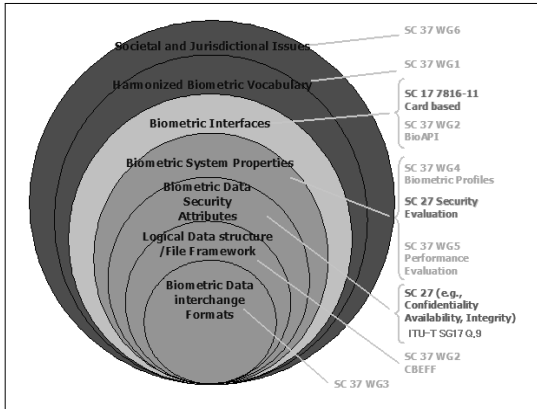 Societal and Jurisdictional Issues
Harmonized Biometric Vocabulary
Biometric Interfaces
Biometric System Properties
Biometric Data
Security
Attributes
Logical Data structure
/File Framework
Biometric Data
interchange
Formats
SC 37 WG6
SC 37 WG1
SC 17 7816-11
Card based
SC 37 WG2
BioAPI
SC 37 WG4
Biometric Profiles
SC 27 Security
Evaluation
SC 37 WG5
Performance
Evaluation
SC 27 (e.g.,
Confidentiality
Availability, Integrity)
ITU-T SG17 Q.9
SC 37 WG2
CBEFF
SC 37 WG3